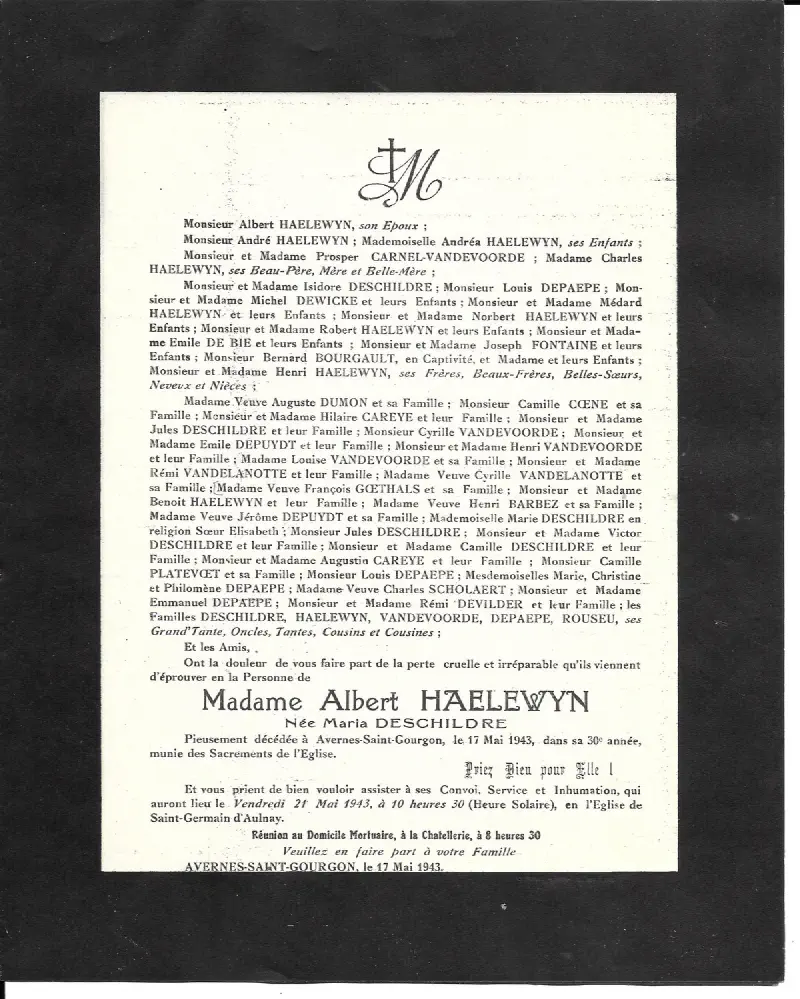 M
Monsieur Albert HAELEWYN, son Epoux ;
Monsieur André HAELEWYN ; Mademoiselle Andréa HAELEWYN, ses Enfants ;
Monsieur et Madame Prosper CARNEL-VANDEVOORDE ; Madame Charles
HAELEWYN, ses Beau-Père, Mère et Belle-Mère ;
Monsieur et Madame Isidore DESCHILDRE ; Monsieur Louis DEPAEPE ; Mon-
sieur et Madame Michel DEWICKE et leurs Enfants ; Monsieur et Madame Médard
HAELEWYN et leurs Enfants ; Monsieur et Madame Norbert HAELEWYN et leurs
Enfants ; Monsieur et Madame Robert HAELEWYN et leurs Enfants ; Monsieur et Mada-
me Emile DE BIE et leurs Enfants ; Monsieur et Madame Joseph FONTAINE et leurs
Enfants ; Monsieur Bernard BOURGAULT, en Captivité, et Madame et leurs Enfants ;
Monsieur et Madame Henri HAELEWYN, ses Frères, Beaux-Frères, Belles-Sœurs,
Neveux et Nièces ;
Madame Veuve Auguste DUMON et sa Famille ; Monsieur Camille CŒNE et sa
Famille ; Monsieur et Madame Hilaire CAREYE et leur Famille ; Monsieur et Madame
Jules DESCHILDRE et leur Famille ; Monsieur Cyrille VANDEVOORDE ; Monsieur et
Madame Emile DEPUYDT et leur Famille ; Monsieur et Madame Henri VANDEVOORDE
et leur Famille ; Madame Louise VANDEVOORDE et sa Famille ; Monsieur et Madame
Rémi VANDELANOTTE et leur Famille ; Madame Veuve Cyrille VANDELANOTTE et
sa Famille ; Madame Veuve François GŒTHALS et sa Famille ; Monsieur et Madame
Benoit HAELEWYN et leur Famille ; Madame Veuve Henri BARBEZ et sa Famille ;
Madame Veuve Jérôme DEPUYDT et sa Famille ; Mademoiselle Marie DESCHILDRE en
religion Sœur Elisabeth ; Monsieur Jules DESCHILDRE ; Monsieur et Madame Victor
DESCHILDRE et leur Famille ; Monsieur et Madame Camille DESCHILDRE et leur
Famille ; Monsieur et Madame Augustin CAREYE et leur Famille ; Monsieur Camille
PLATEVŒT et sa Famille ; Monsieur Louis DEPAEPE ; Mesdemoiselles Marie, Christine
et Philomène DEPAEPE ; Madame Veuve Charles SCHOLAERT ; Monsieur et Madame
Emmanuel DEPAEPE ; Monsieur et Madame Rémi DEVILDER et leur Famille ; les
Familles DESCHILDRE, HAELEWYN, VANDEVOORDE, DEPAEPE, ROUSEU, ses
Grand'Tante, Oncles, Tantes, Cousins et Cousines ;
Et les Amis,
Ont la douleur de vous faire part de la perte cruelle et irréparable qu'ils viennent
d'éprouver en la Personne de
Madame Albert HAELEWYN
Née Maria DESCHILDRE
Pieusement décédée à Avernes-Saint-Gourgon, le 17 Mai 1943, dans sa 30e année,
munie des Sacrements de l'Eglise.
Priez Dieu pour Elle !
Et vous prient de bien vouloir assister à ses Convoi, Service et Inhumation, qui
auront lieu le Vendredi 21 Mai 1943, à 10 heures 30 (Heure Solaire), en l'Eglise de
Saint-Germain d'Aulnay.
Réunion au Domicile Mortuaire, à la Chatellerie, à 8 heures 30
Veuillez en faire part à votre Famille
AVERNES-SAINT-GOURGON, le 17 Mai 1943.